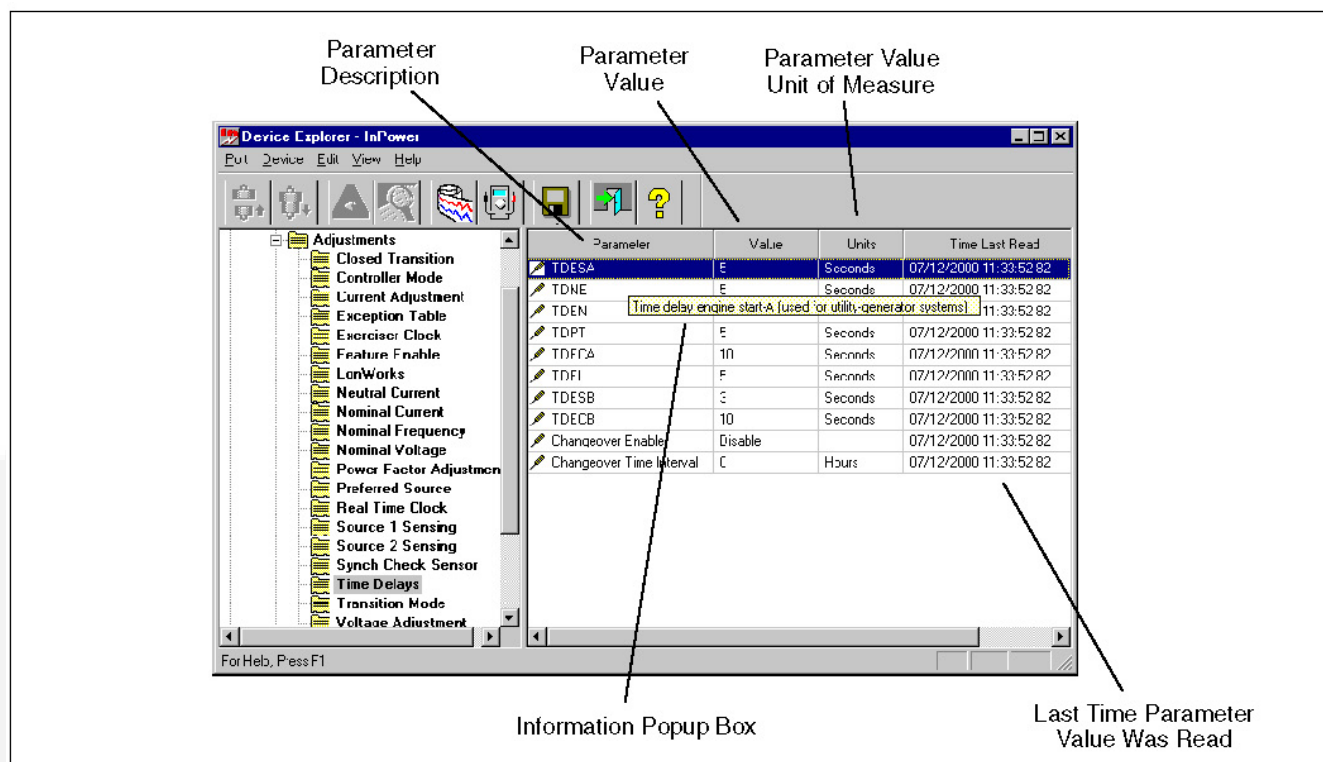 Parameter
Description
Parameter
Value
Parameter Value
Unit of Measure
Device Explorer - InPower
Device Edit View Help
Adjustments
Closed Transition
Controller Mode
Current Adjustment
Exception Table
Exerciser Clock
Feature Enable
LonWorks
Neutral Current
Nominal Current
Nominal Frequency
Nominal Voltage
Power Factor Adjustmen
Preferred Source
Real Time Clock
Source 1 Sensing
Source 2 Sensing
Synch Check Sensor
Time Delays
Transition Mode
Voltage Adjustment
Parameter Value Units Time Last Read
TDESA 5 Seconds 07/12/2000 11:33:52 82
TDNE 5 Seconds 07/12/2000 11:33:52 82
Time delay engine start-A (used for utility-generator systems)
TDEN 11:33:52 82
TDPT 5 Seconds 07/12/2000 11:33:52 82
TDECA 10 Seconds 07/12/2000 11:33:52 82
TDEL 5 Seconds 07/12/2000 11:33:52 82
TDESB 3 Seconds 07/12/2000 11:33:52 82
TDECB 10 Seconds 07/12/2000 11:33:52 82
Changeover Enable Disable 07/12/2000 11:33:52 82
Changeover Time Interval 0 Hours 07/12/2000 11:33:52 82
For Help, Press F1
Information Popup Box
Last Time Parameter
Value Was Read